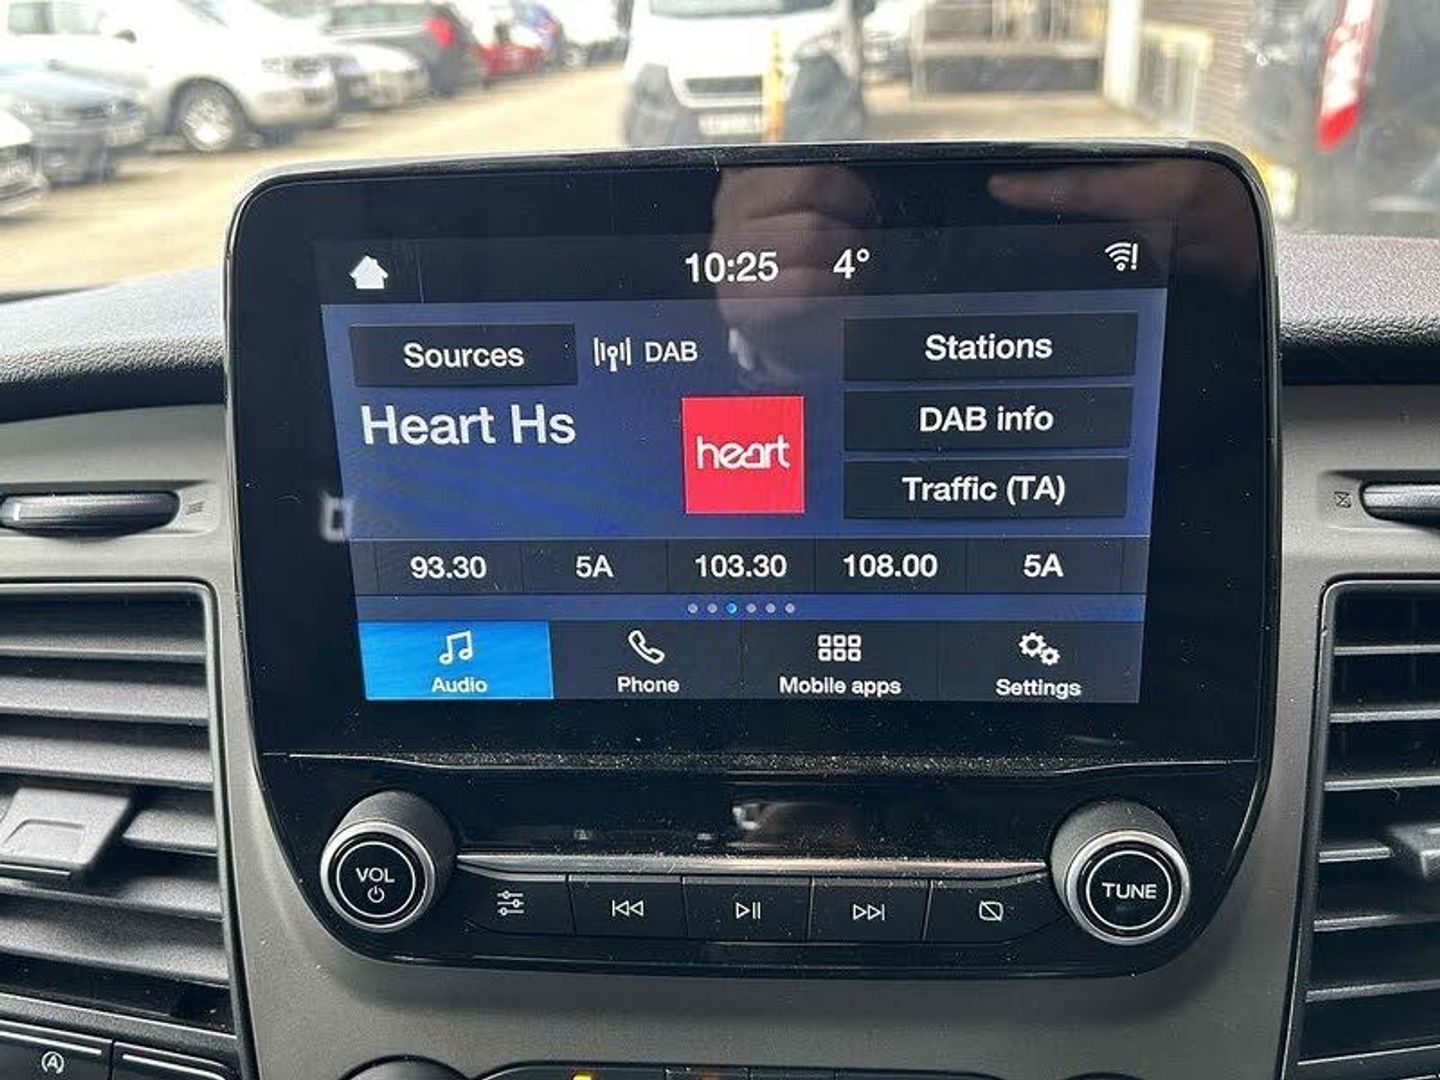 10:25 4°
Sources DAB Stations
Heart Hs
heart
DAB info
Traffic (TA)
93.30 5A 103.30 108.00 5A
Audio Phone Mobile apps Settings
VOL
TUNE
A